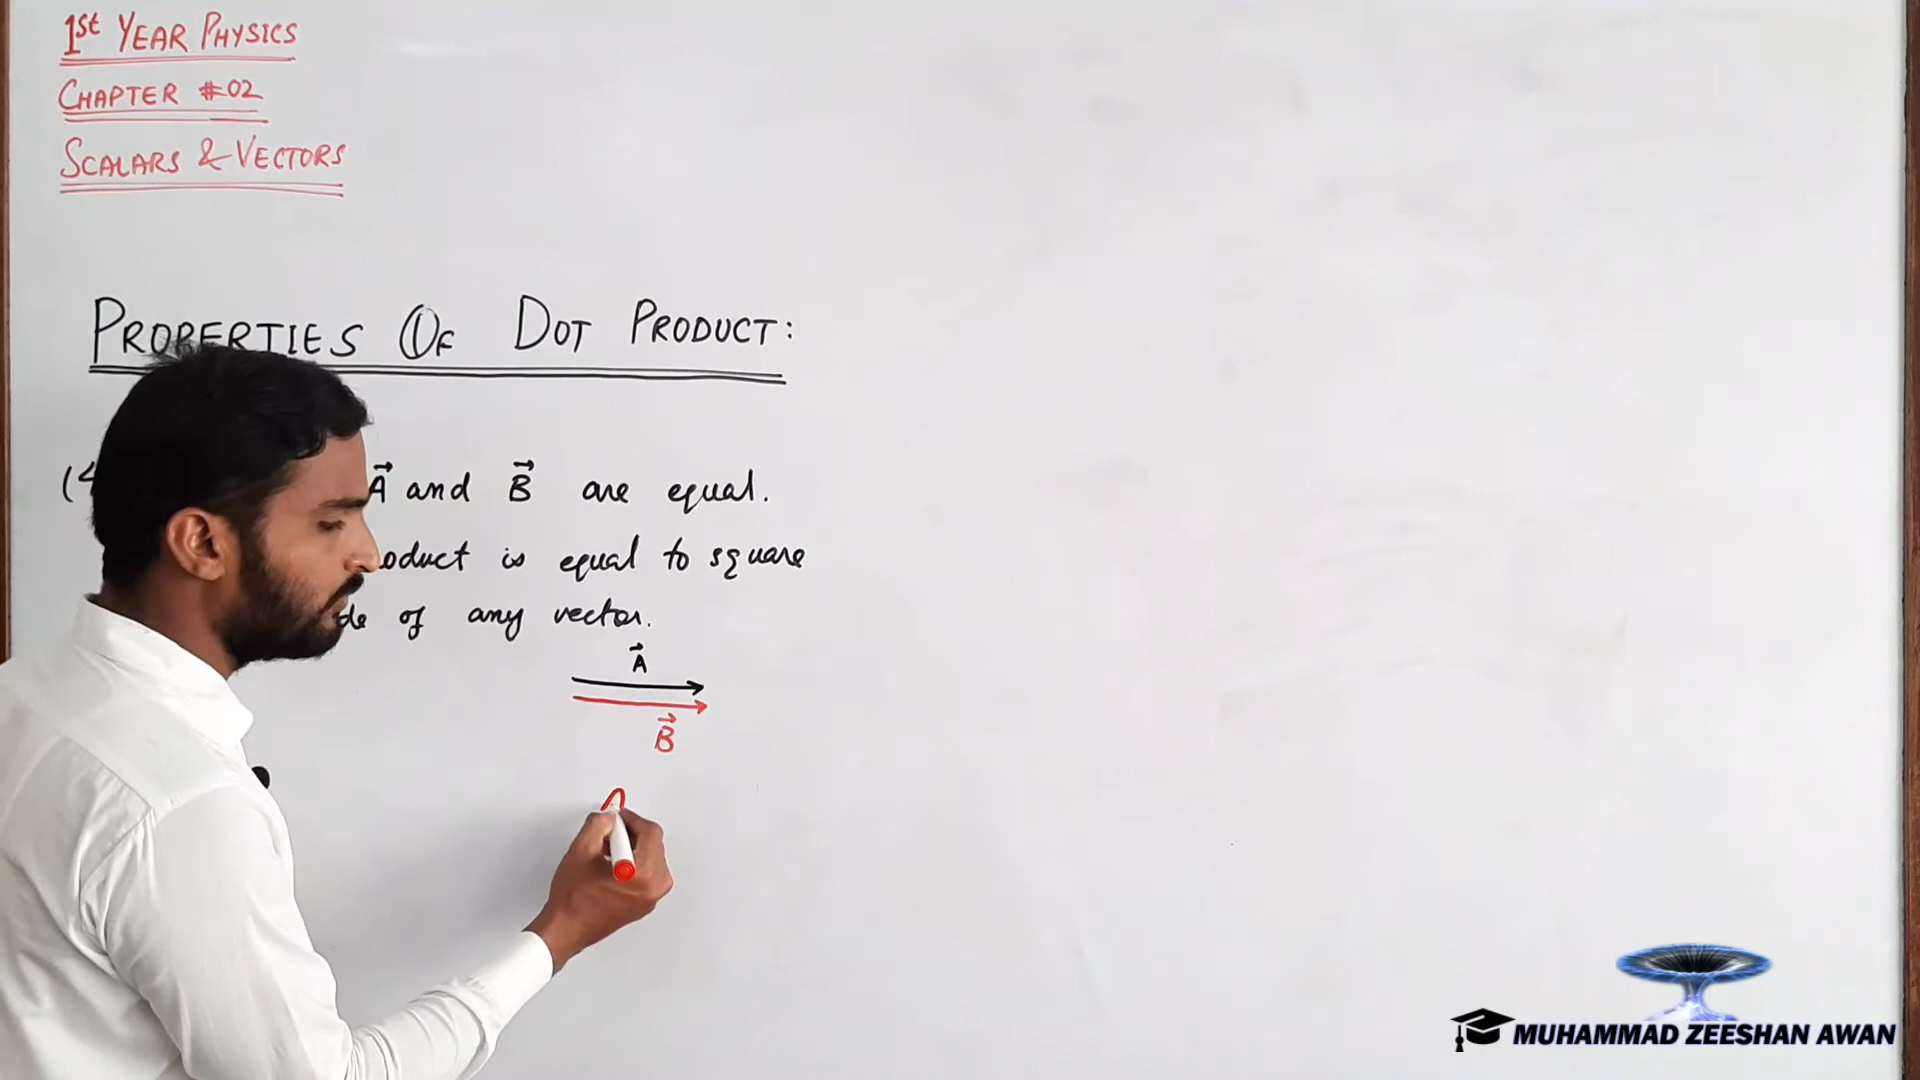 1st YEAR PHYSICS
CHAPTER #02
SCALARS & VECTORS
PROPERTIES OF DOT PRODUCT:
(4 A⃗ and B⃗ are equal.
is equal to square
of any vector.
A⃗
B⃗
MUHAMMAD ZEESHAN AWAN